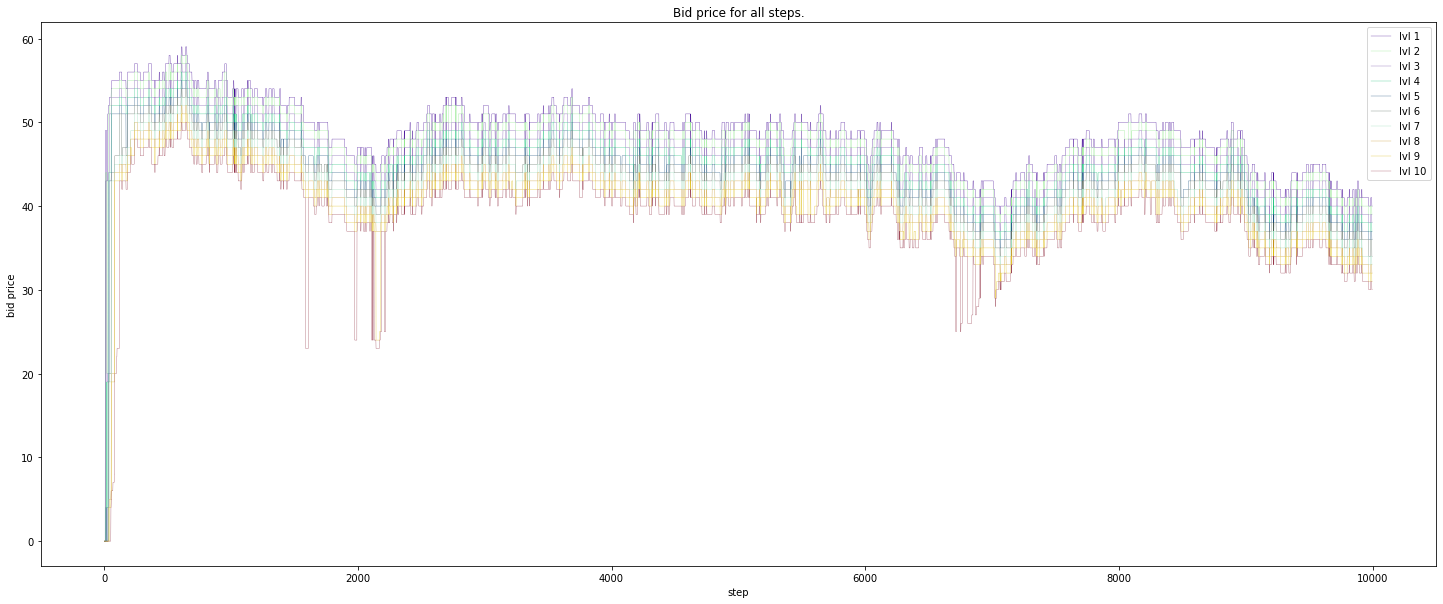 Bid price for all steps.
lvl 1
lvl 2
lvl 3
lvl 4
lvl 5
lvl 6
lvl 7
lvl 8
lvl 9
lvl 10
60
50
40
30
20
10
0
bid price
0
2000
4000
6000
8000
10000
step